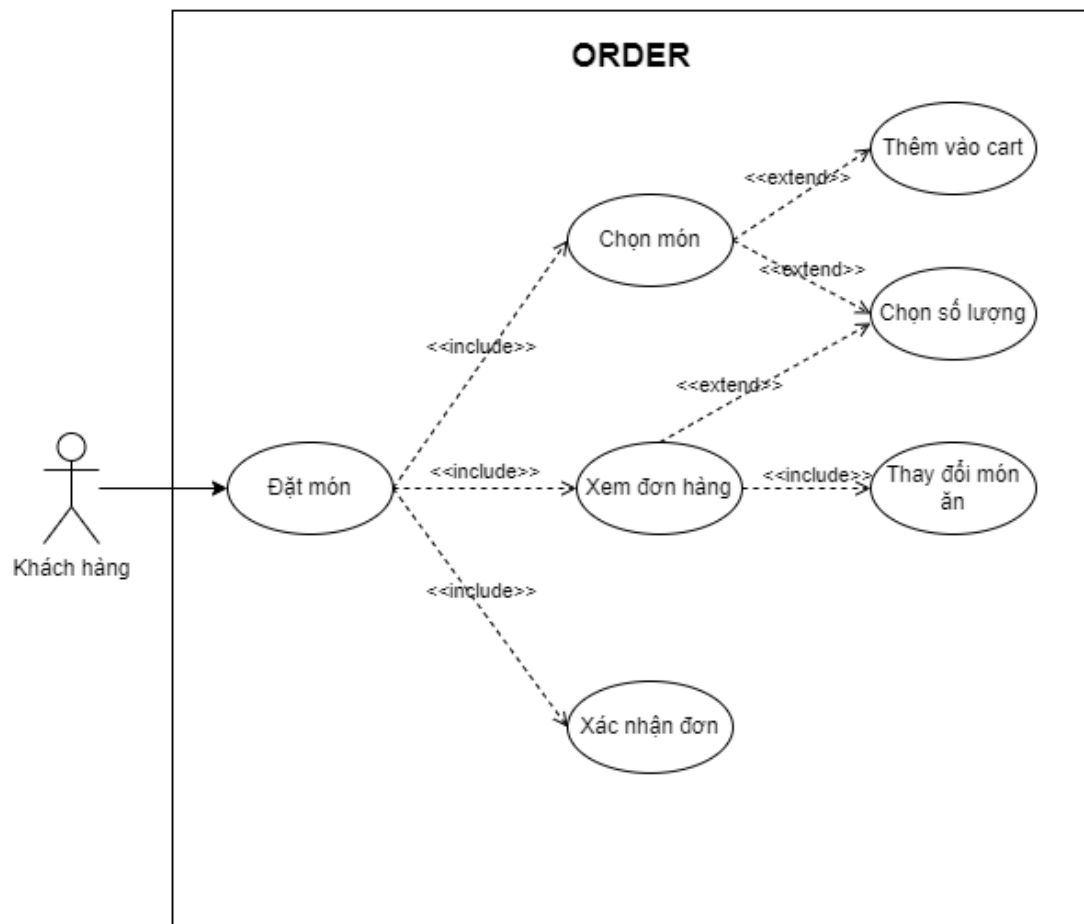 ORDER
Thêm vào cart
<<extend>>
Chọn món
<<extend>>
Chọn số lượng
<<include>>
<<extend>>
Đặt món
<<include>>
Xem đơn hàng
<<include>>
Thay đổi món
ăn
Khách hàng
<<include>>
Xác nhận đơn